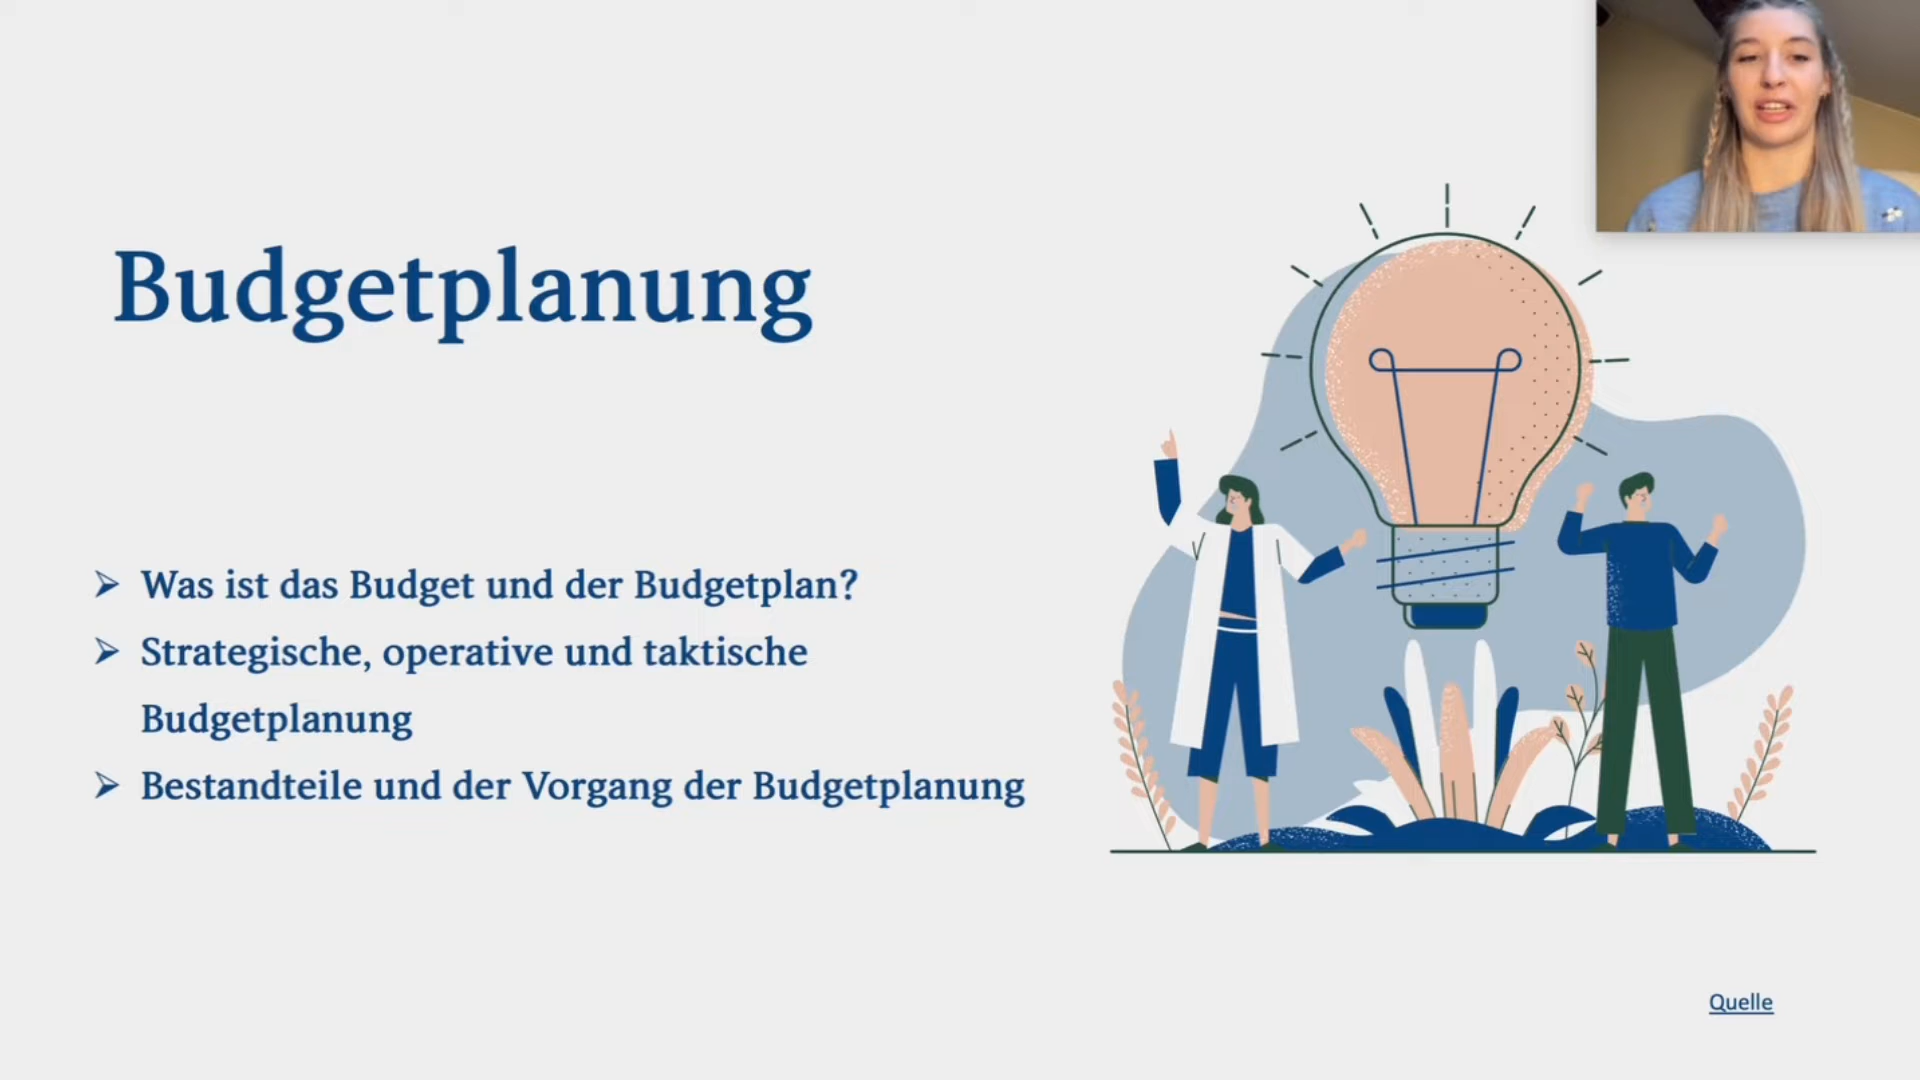 Budgetplanung
➢ Was ist das Budget und der Budgetplan?
➢ Strategische, operative und taktische
Budgetplanung
➢ Bestandteile und der Vorgang der Budgetplanung
Quelle